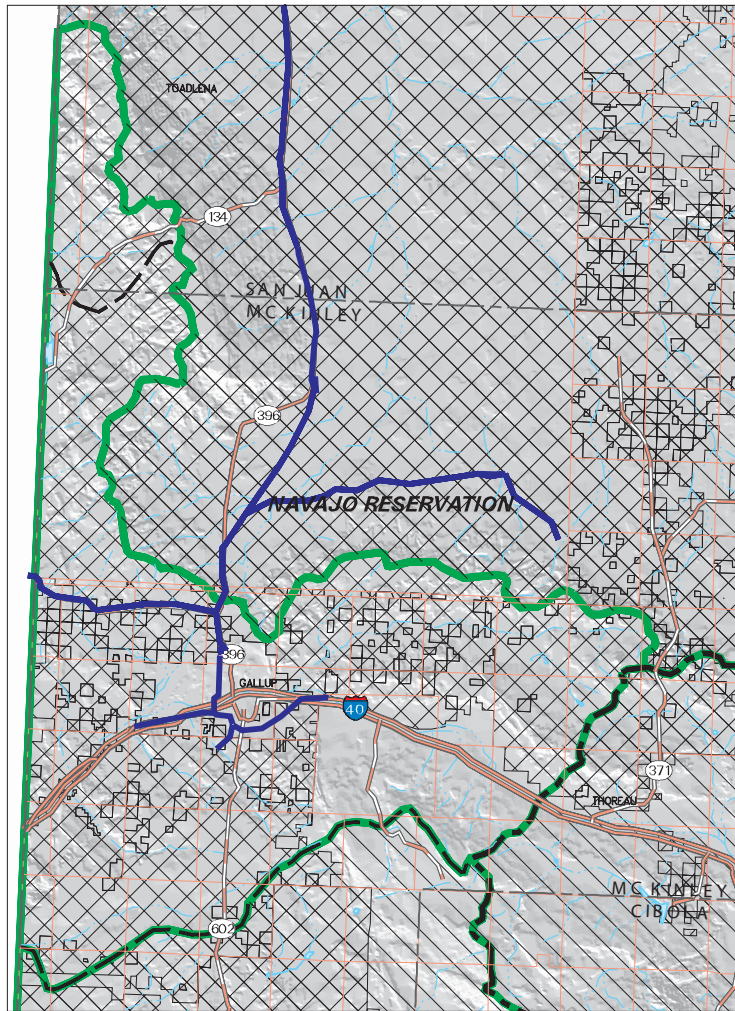 TOADLENA
134
SAN JUAN
MC KINLEY
396
NAVAJO RESERVATION
396
GALLUP
40
371
THOREAU
MC KINLEY
CIBOLA
602